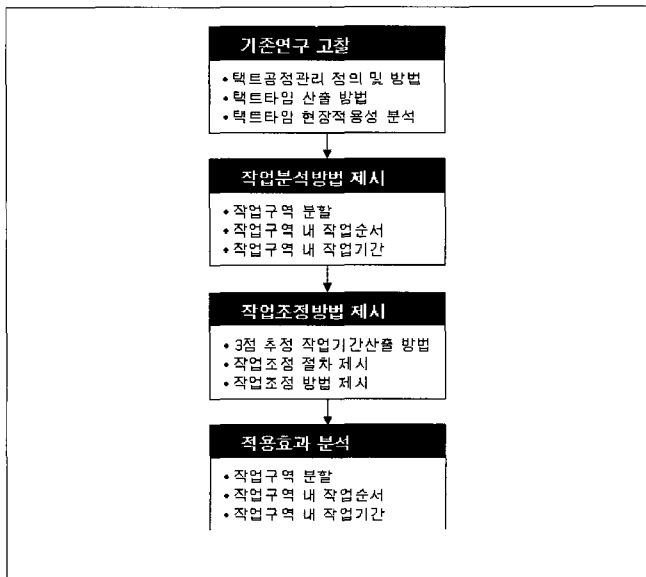 기존연구 고찰
•택트공정관리 정의 및 방법
•택트타임 산출 방법
•택트타임 현장적용성 분석
작업분석방법 제시
•작업구역 분할
•작업구역 내 작업순서
•작업구역 내 작업기간
작업조정방법 제시
•3점 추정 작업기간산출 방법
•작업조정 절차 제시
•작업조정 방법 제시
적용효과 분석
•작업구역 분할
•작업구역 내 작업순서
•작업구역 내 작업기간